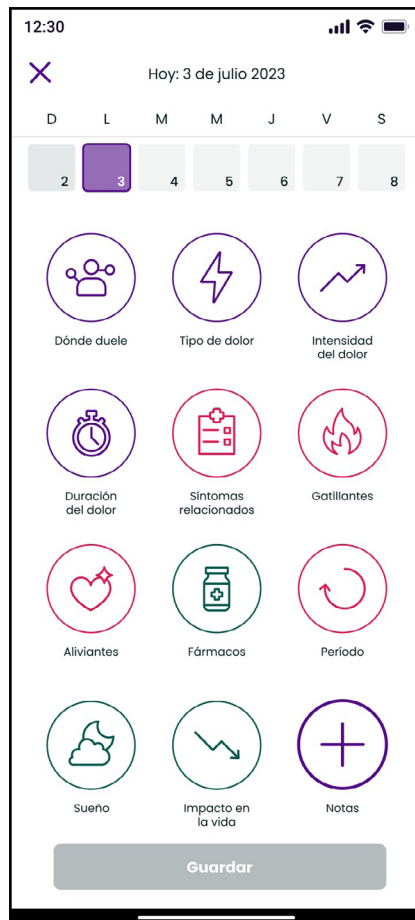 12:30
Hoy: 3 de julio 2023
D L M M J V S
2 3 4 5 6 7 8
Dónde duele
Tipo de dolor
Intensidad
del dolor
Duración
del dolor
Síntomas
relacionados
Gatillantes
Aliviantes
Fármacos
Período
Sueño
Impacto en
la vida
Notas
Guardar